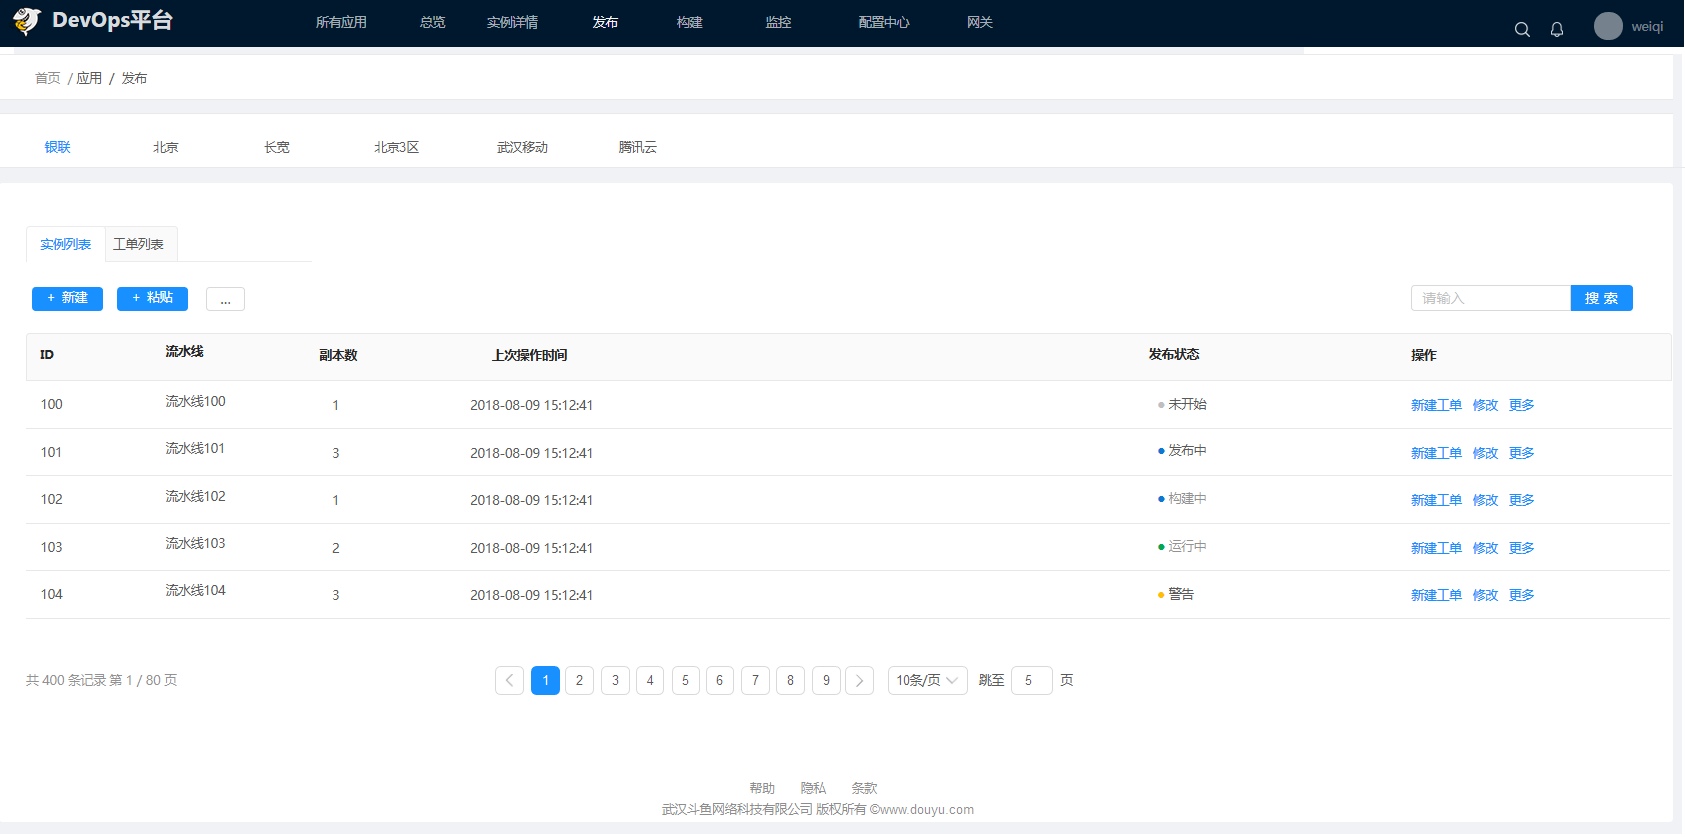 DevOps平台 所有应用 总览 实例详情 发布 构建 监控 配置中心 网关 weiqi
首页 / 应用 / 发布
银联 北京 长宽 北京3区 武汉移动 腾讯云
实例列表 工单列表
+ 新建 + 粘贴 ... 请输入 搜 索
ID 流水线 副本数 上次操作时间 发布状态 操作
100 流水线100 1 2018-08-09 15:12:41 未开始 新建工单 修改 更多
101 流水线101 3 2018-08-09 15:12:41 发布中 新建工单 修改 更多
102 流水线102 1 2018-08-09 15:12:41 构建中 新建工单 修改 更多
103 流水线103 2 2018-08-09 15:12:41 运行中 新建工单 修改 更多
104 流水线104 3 2018-08-09 15:12:41 警告 新建工单 修改 更多
共 400 条记录 第 1 / 80 页 1 2 3 4 5 6 7 8 9 10条/页 跳至 5 页
帮助 隐私 条款
武汉斗鱼网络科技有限公司 版权所有 ©www.douyu.com